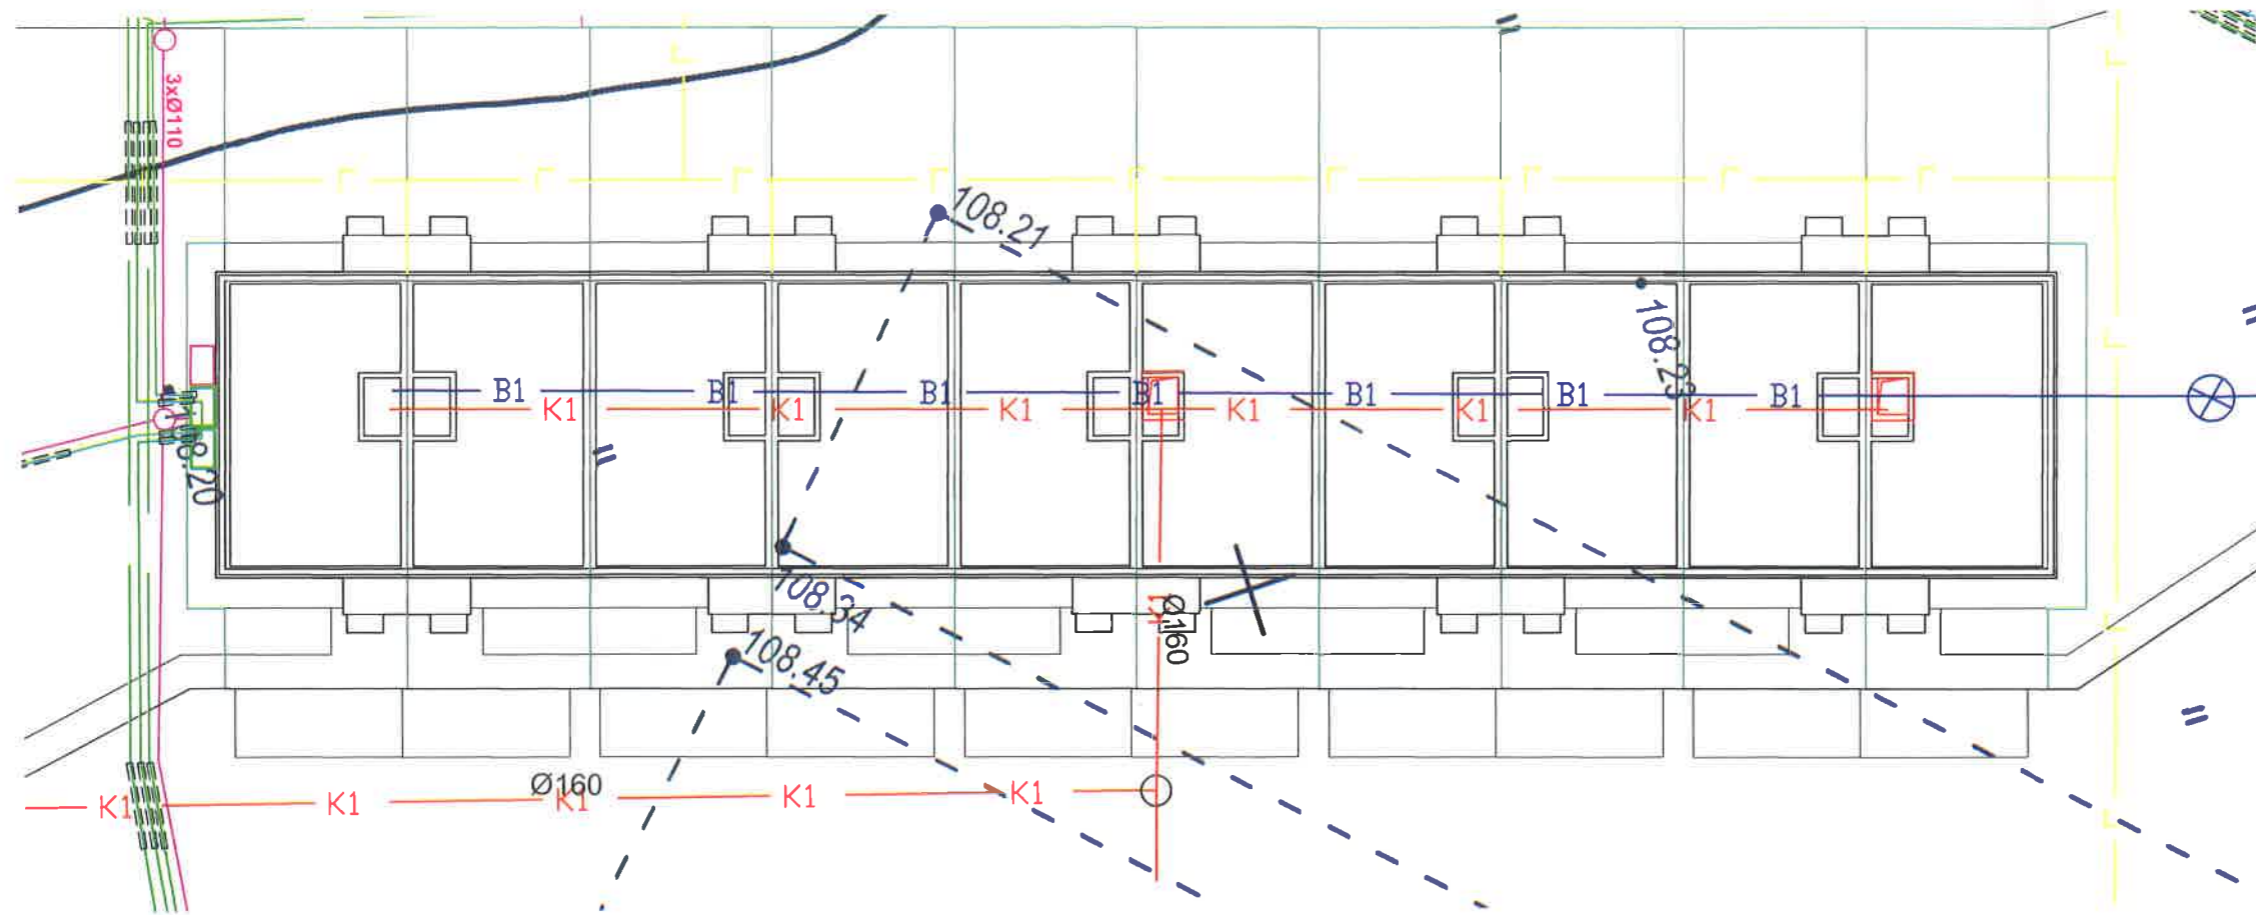 3xØ110
Г
Г
Г Г Г Г Г Г Г Г Г
108.21
108.23
Г
B1 B1 B1 B1 B1 B1 B1
K1 K1 K1 K1 K1 K1
108.20
108.34
K1
Ø160
108.45
Ø160
K1 K1 K1 K1 K1
Г
Г